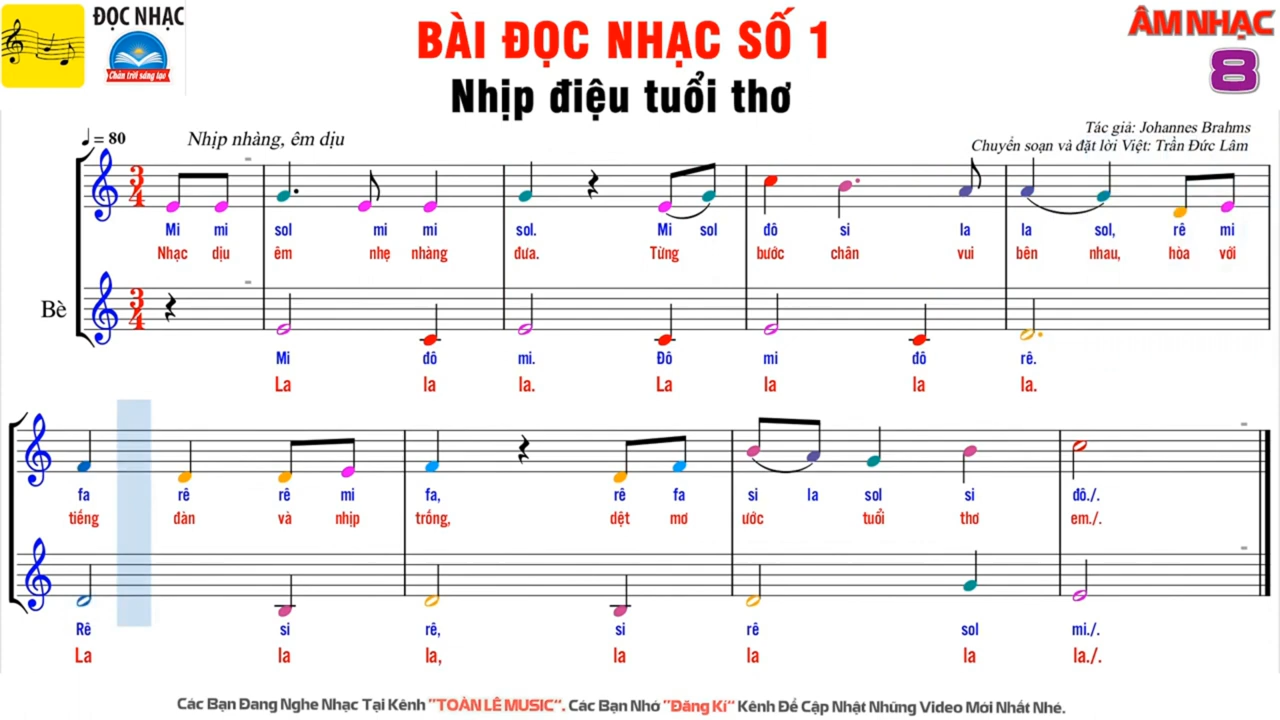 ĐỌC NHẠC
Chân trời sáng tạo
BÀI ĐỌC NHẠC SỐ 1
Nhịp điệu tuổi thơ
ÂM NHẠC
8
= 80
Nhịp nhàng, êm dịu
Tác giả: Johannes Brahms
Chuyển soạn và đặt lời Việt: Trần Đức Lâm
3
4
Mi mi sol mi mi sol. Mi sol đô si la la sol, rê mi
Nhạc dịu êm nhẹ nhàng đưa. Từng bước chân vui bên nhau, hòa với
Bè
3
4
Mi đô mi. Đô mi đô rê.
La la la. La la la la.
fa rê rê mi fa, rê fa si la sol si đô./.
tiếng đàn và nhịp trống, dệt mơ ước tuổi thơ em./.
Rê si rê, si rê sol mi./.
La la la, la la la la./.
Các Bạn Đang Nghe Nhạc Tại Kênh "TOÀN LÊ MUSIC". Các Bạn Nhớ "Đăng Kí" Kênh Để Cập Nhật Những Video Mới Nhất Nhé.